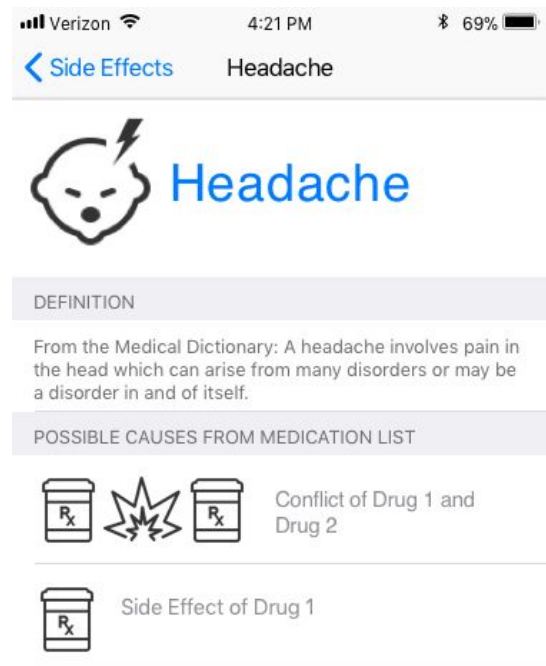 Verizon 4:21 PM 69%
Side Effects Headache
Headache
DEFINITION
From the Medical Dictionary: A headache involves pain in
the head which can arise from many disorders or may be
a disorder in and of itself.
POSSIBLE CAUSES FROM MEDICATION LIST
Rx Rx Conflict of Drug 1 and
Drug 2
Rx Side Effect of Drug 1